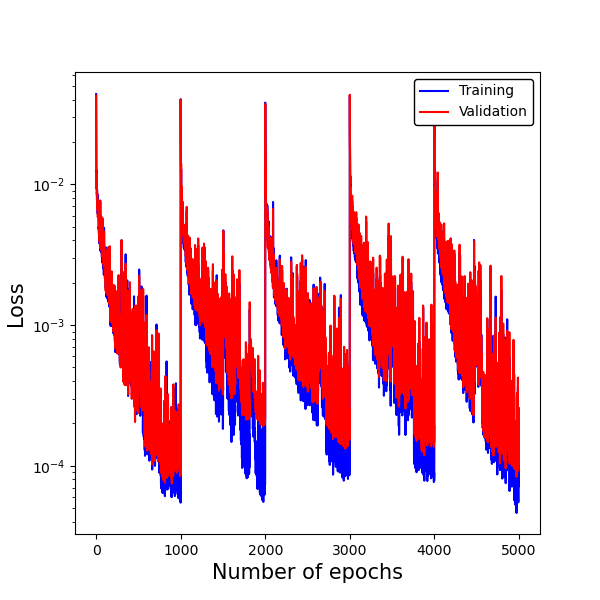 Training
Validation
10⁻²
10⁻³
10⁻⁴
Loss
0 1000 2000 3000 4000 5000
Number of epochs